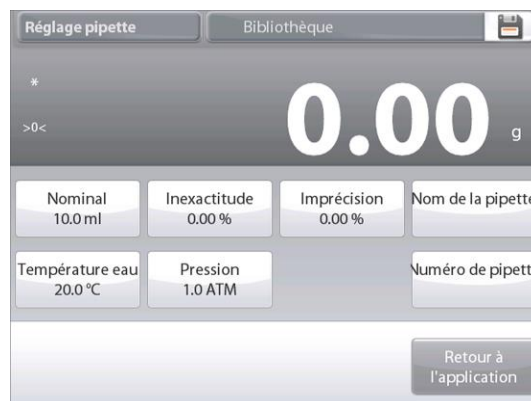 Réglage pipette
Bibliothèque
*
>0<
0.00 g
Nominal
10.0 ml
Inexactitude
0.00 %
Imprécision
0.00 %
Nom de la pipette
Température eau
20.0 °C
Pression
1.0 ATM
Numéro de pipett
Retour à
l'application